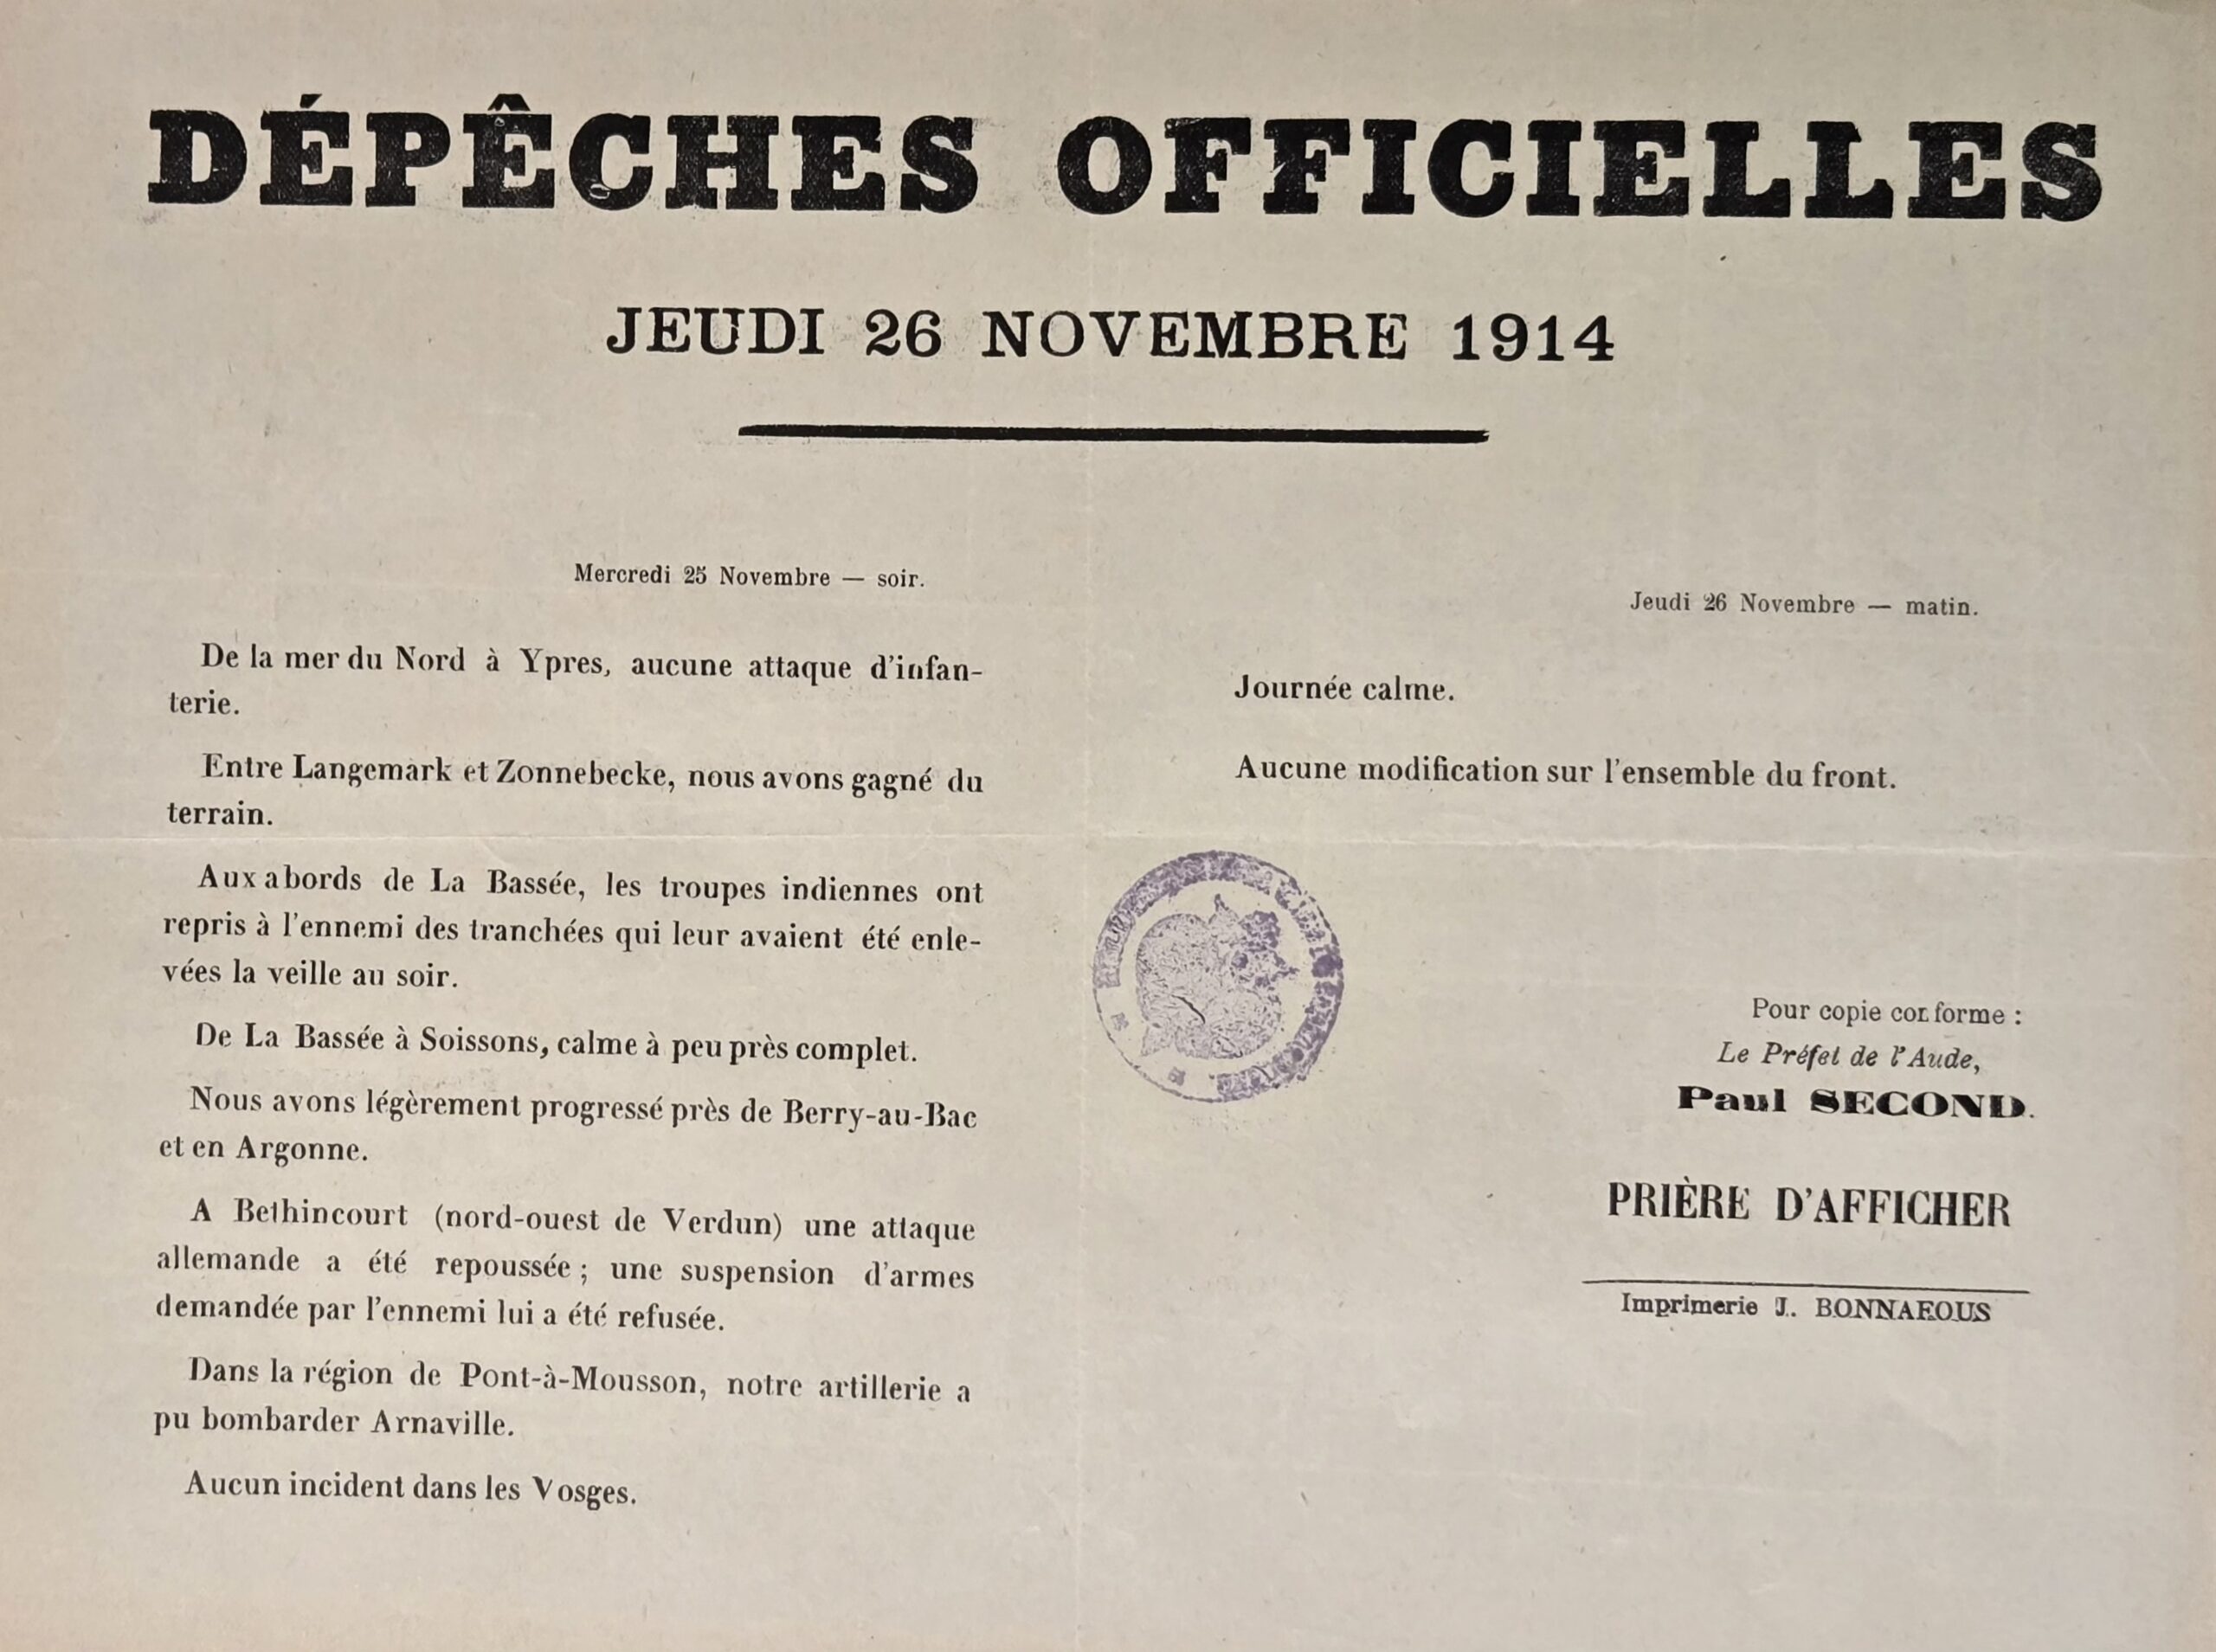 DÉPÊCHES OFFICIELLES
JEUDI 26 NOVEMBRE 1914
Mercredi 25 Novembre — soir.
De la mer du Nord à Ypres, aucune attaque d'infan-
terie.
Entre Langemark et Zonnebecke, nous avons gagné du
terrain.
Aux abords de La Bassée, les troupes indiennes ont
repris à l'ennemi des tranchées qui leur avaient été enle-
vées la veille au soir.
De La Bassée à Soissons, calme à peu près complet.
Nous avons légèrement progressé près de Berry-au-Bac
et en Argonne.
A Bethincourt (nord-ouest de Verdun) une attaque
allemande a été repoussée ; une suspension d'armes
demandée par l'ennemi lui a été refusée.
Dans la région de Pont-à-Mousson, notre artillerie a
pu bombarder Arnaville.
Aucun incident dans les Vosges.
Jeudi 26 Novembre — matin.
Journée calme.
Aucune modification sur l'ensemble du front.
Pour copie conforme :
Le Préfet de l'Aude,
Paul SECOND.
PRIÈRE D'AFFICHER
Imprimerie J. BONNAFOUS